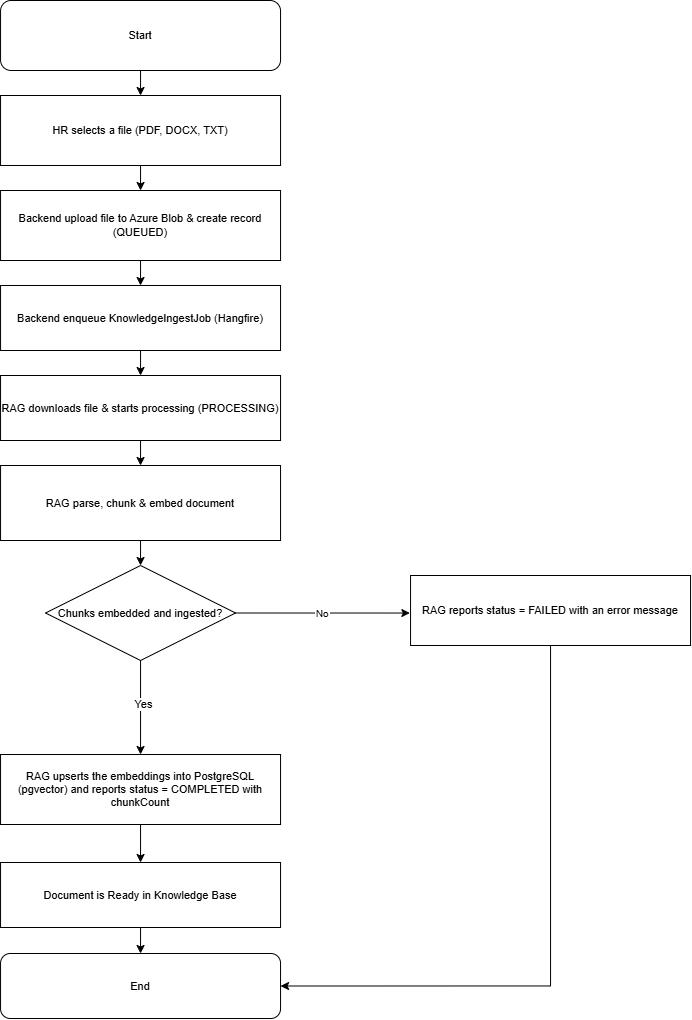 Start
HR selects a file (PDF, DOCX, TXT)
Backend upload file to Azure Blob & create record
(QUEUED)
Backend enqueue KnowledgeIngestJob (Hangfire)
RAG downloads file & starts processing (PROCESSING)
RAG parse, chunk & embed document
Chunks embedded and ingested?
No
RAG reports status = FAILED with an error message
Yes
RAG upserts the embeddings into PostgreSQL
(pgvector) and reports status = COMPLETED with
chunkCount
Document is Ready in Knowledge Base
End